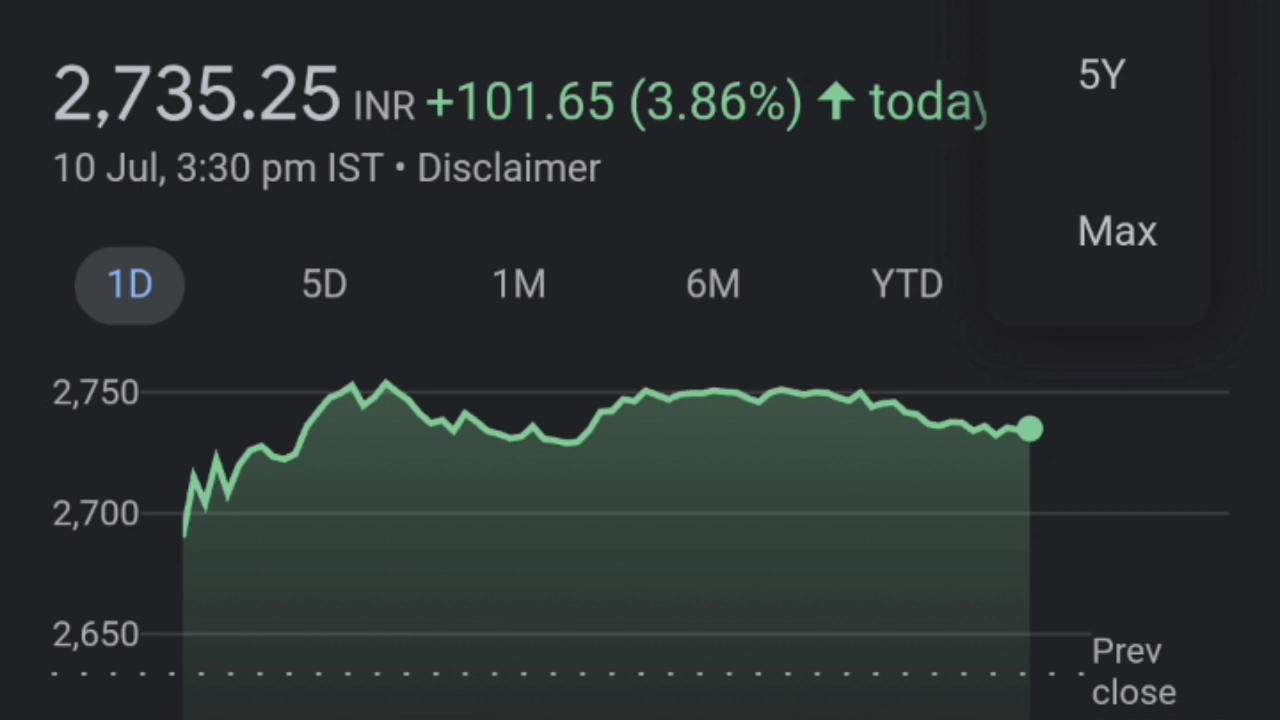 2,735.25 INR +101.65 (3.86%) ↑ today
10 Jul, 3:30 pm IST • Disclaimer
5Y
Max
1D 5D 1M 6M YTD
2,750
2,700
2,650
Prev
close